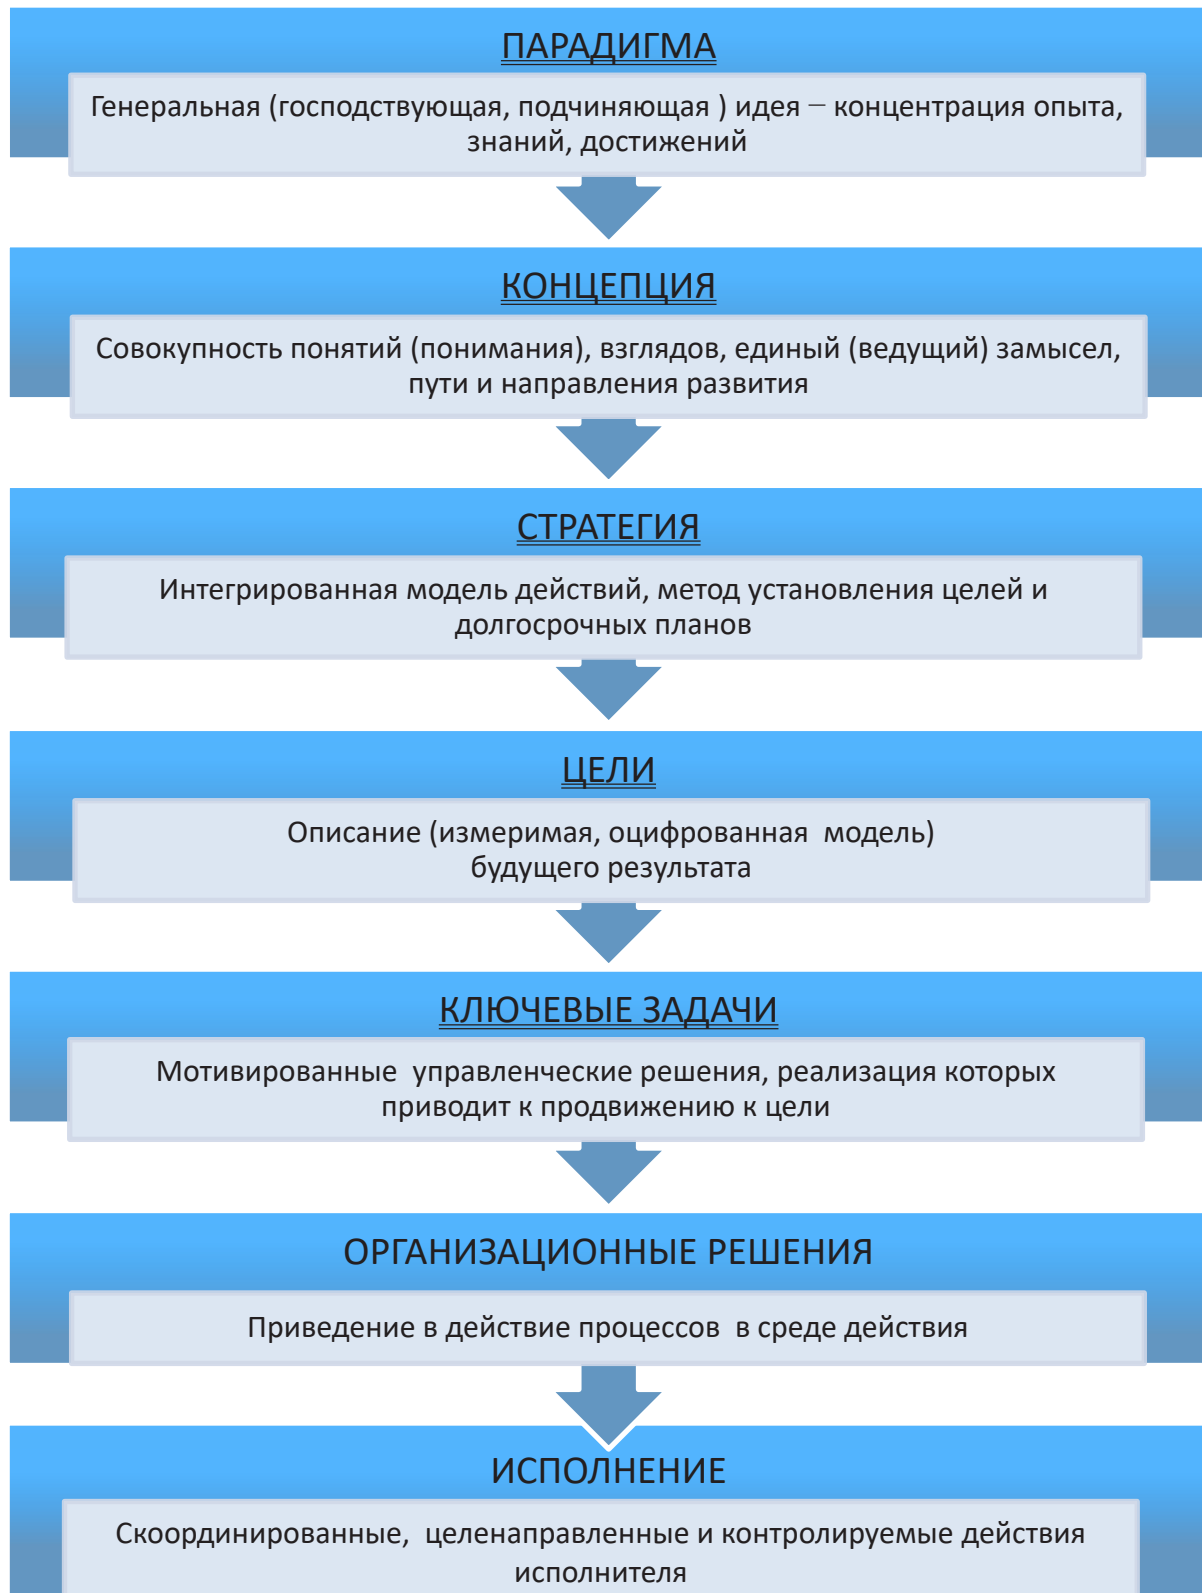 ПАРАДИГМА
Генеральная (господствующая, подчиняющая ) идея – концентрация опыта,
знаний, достижений
КОНЦЕПЦИЯ
Совокупность понятий (понимания), взглядов, единый (ведущий) замысел,
пути и направления развития
СТРАТЕГИЯ
Интегрированная модель действий, метод установления целей и
долгосрочных планов
ЦЕЛИ
Описание (измеримая, оцифрованная  модель)
будущего результата
КЛЮЧЕВЫЕ ЗАДАЧИ
Мотивированные  управленческие решения, реализация которых
приводит к продвижению к цели
ОРГАНИЗАЦИОННЫЕ РЕШЕНИЯ
Приведение в действие процессов  в среде действия
ИСПОЛНЕНИЕ
Скоординированные,  целенаправленные и контролируемые действия
исполнителя